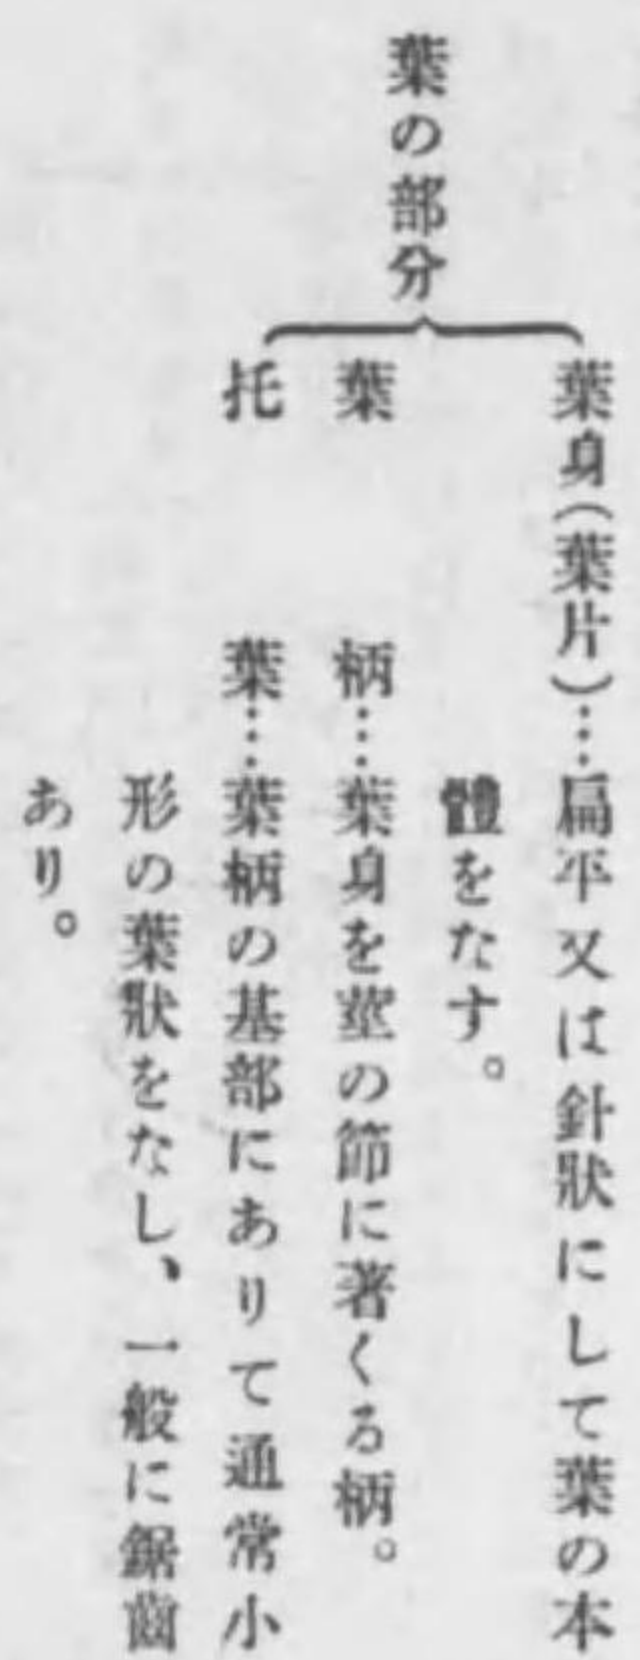 葉の部分
葉身(葉片)…扁平又は針狀にして葉の本
體をなす。
葉柄…葉身を莖の節に著くる柄。
托葉…葉柄の基部にありて通常小
形の葉狀をなし、一般に鋸齒
あり。